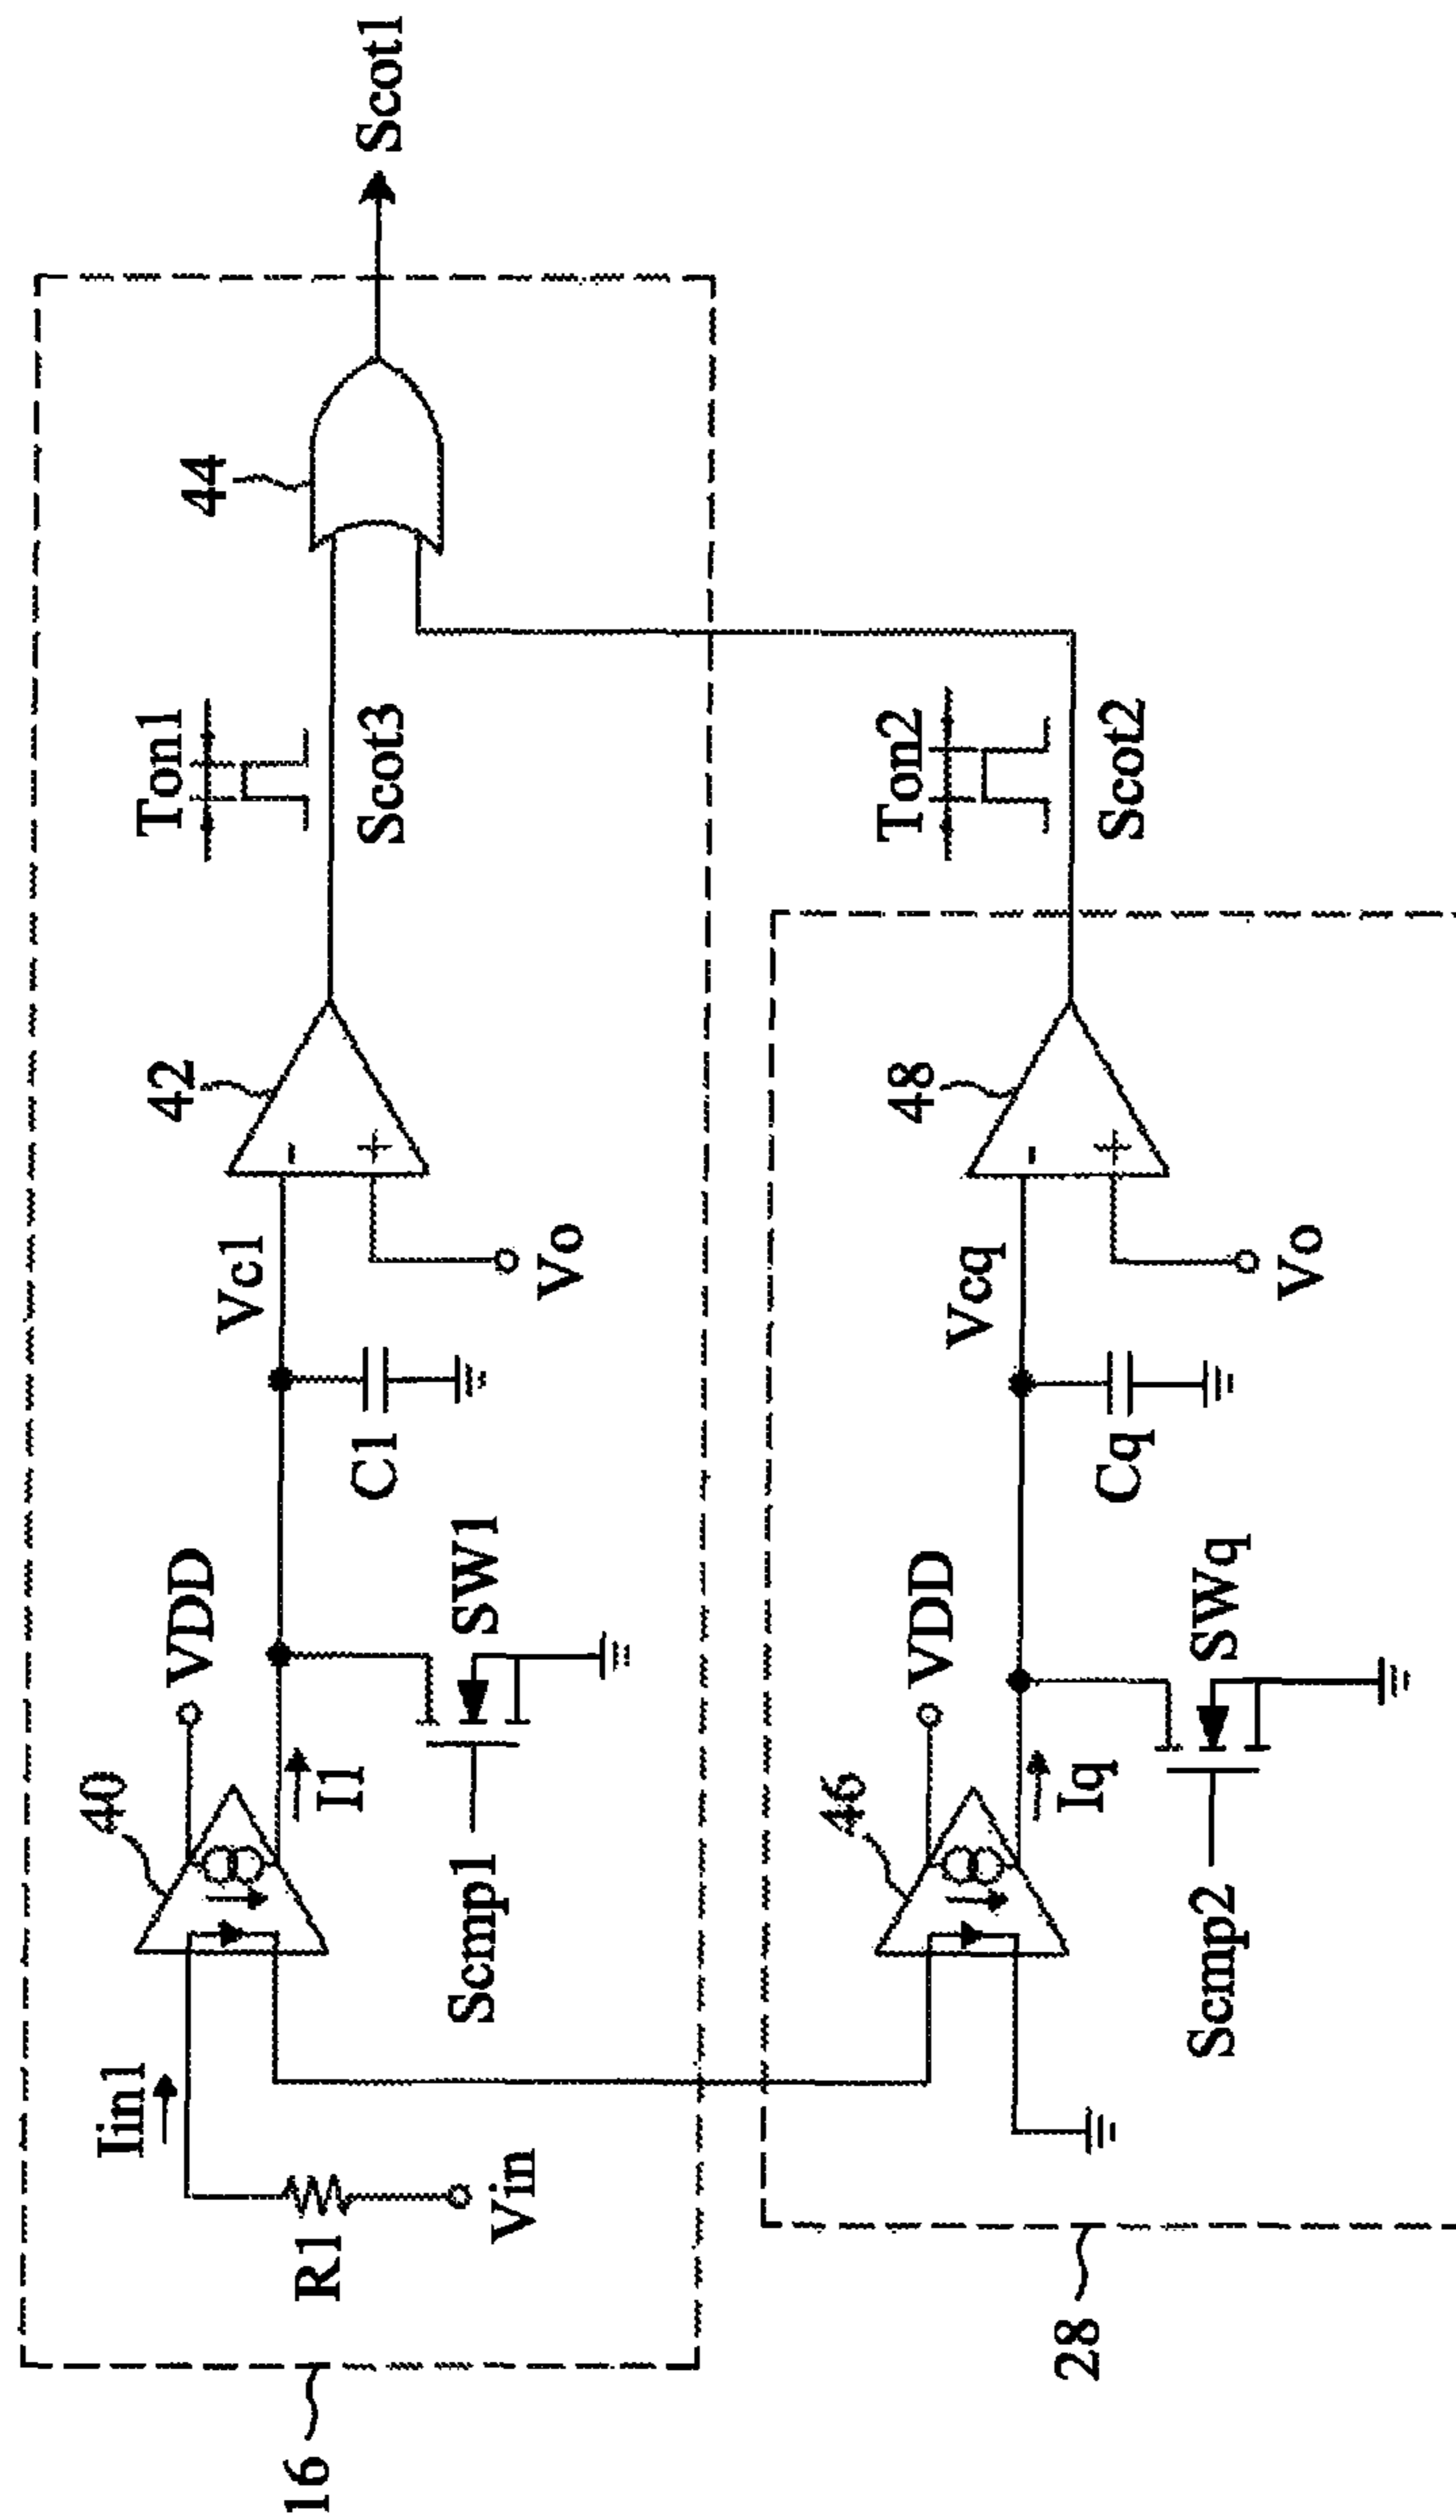 16
R1
Vin
Iin1
40
VDD
I1
Scmp1
SW1
C1
Vc1
Vo
42
-
+
Ton1
Scot3
44
Scot1
28
46
VDD
Iq
Scmp2
SWq
Cq
Vcq
Vo
48
-
+
Ton2
Scot2